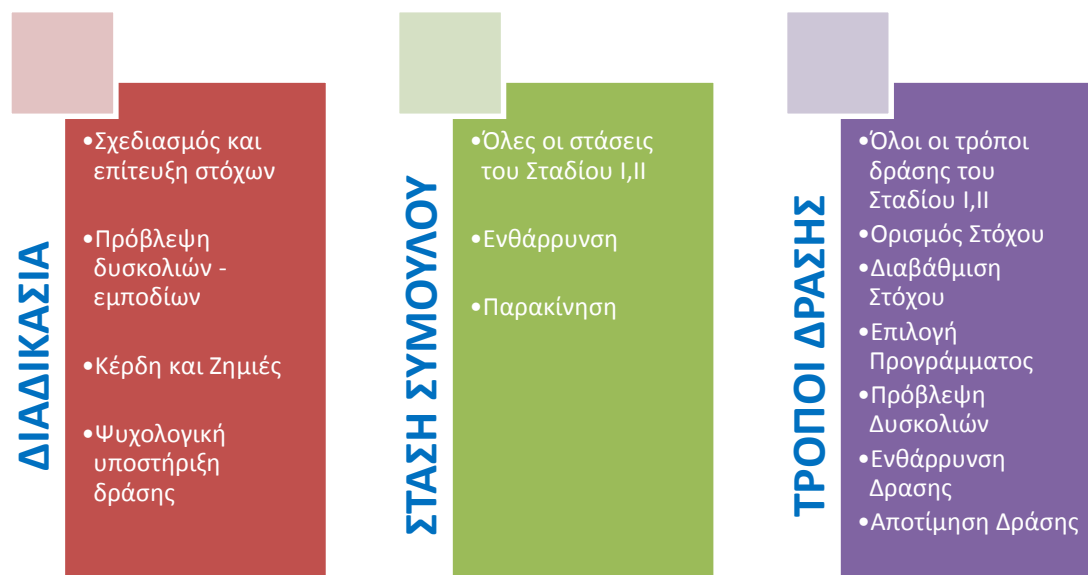 ΔΙΑΔΙΚΑΣΙΑ
•Σχεδιασμός και
επίτευξη στόχων
•Πρόβλεψη
δυσκολιών -
εμποδίων
•Κέρδη και Ζημιές
•Ψυχολογική
υποστήριξη
δράσης
ΣΤΑΣΗ ΣΥΜΟΥΛΟΥ
•Όλες οι στάσεις
του Σταδίου Ι,ΙΙ
•Ενθάρρυνση
•Παρακίνηση
ΤΡΟΠΟΙ ΔΡΑΣΗΣ
•Όλοι οι τρόποι
δράσης του
Σταδίου Ι,ΙΙ
•Ορισμός Στόχου
•Διαβάθμιση
Στόχου
•Επιλογή
Προγράμματος
•Πρόβλεψη
Δυσκολιών
•Ενθάρρυνση
Δρασης
•Αποτίμηση Δράσης